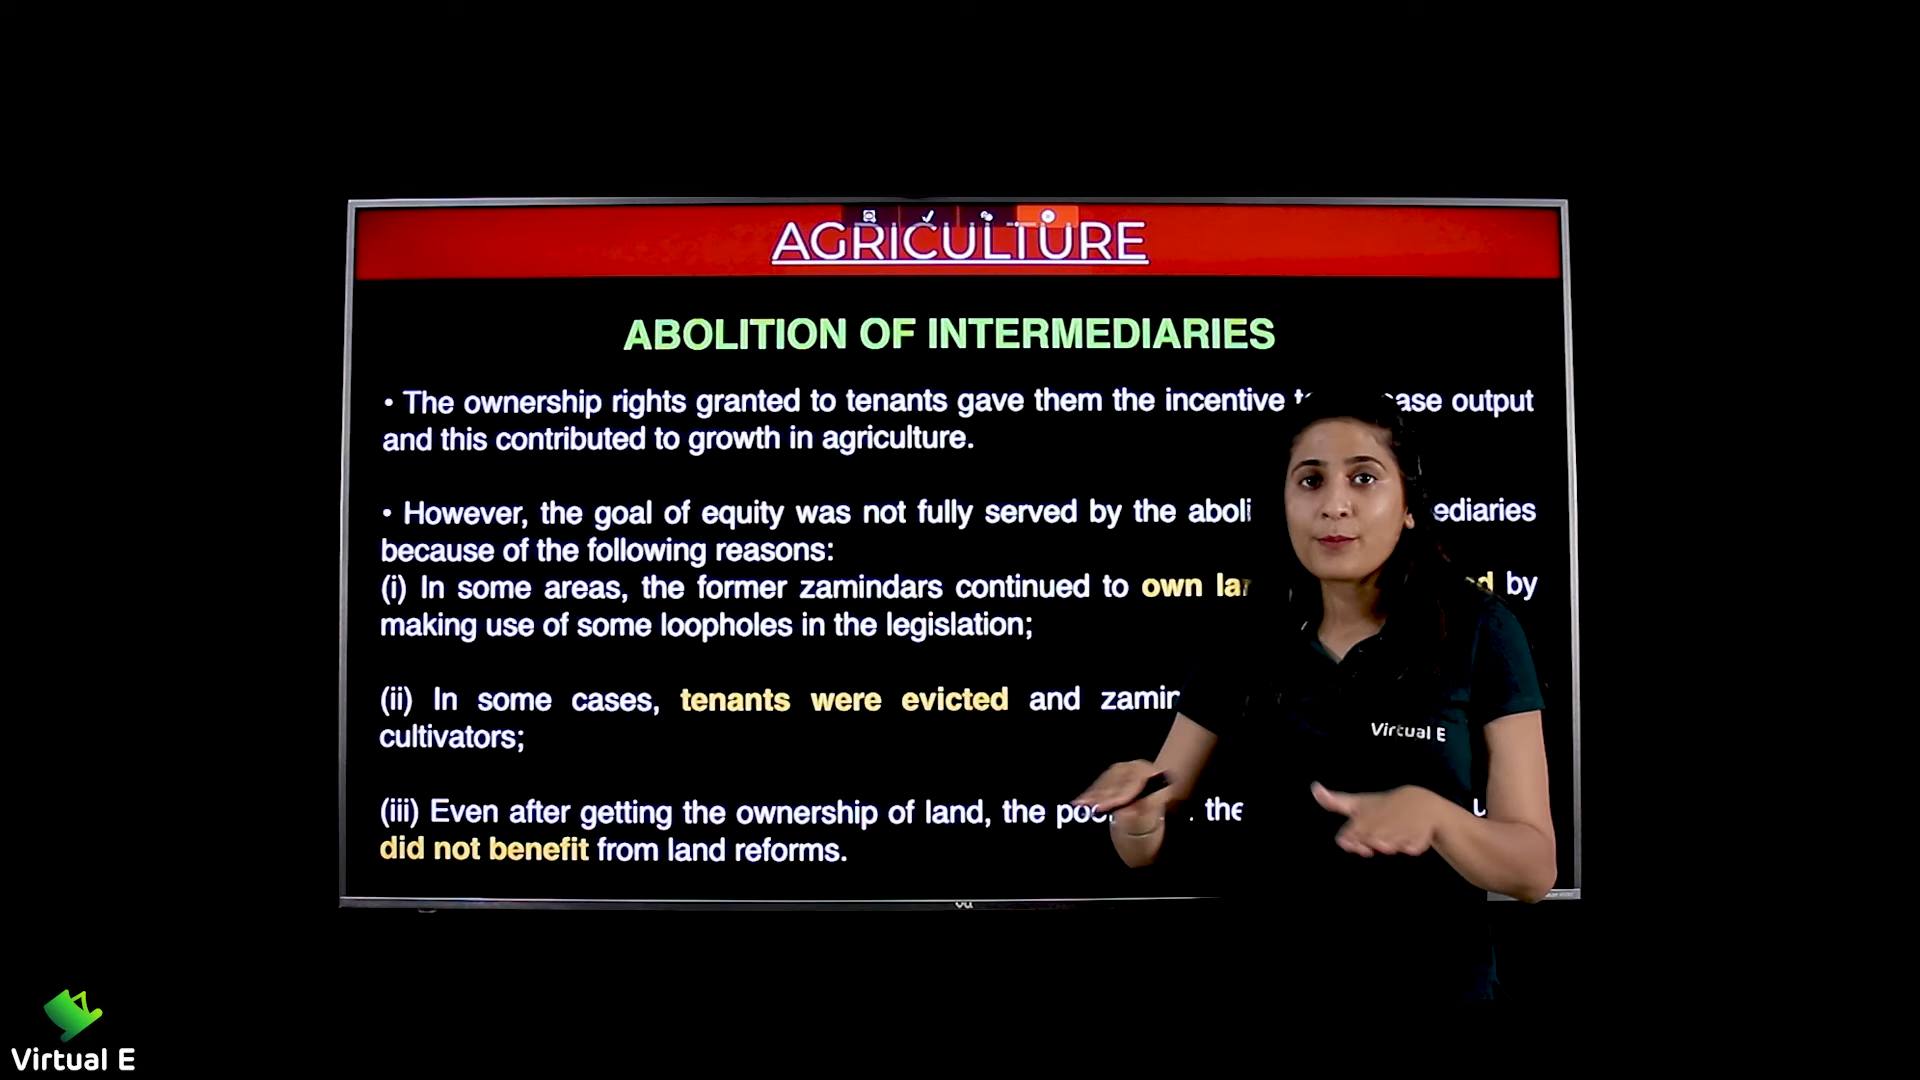 AGRICULTURE
ABOLITION OF INTERMEDIARIES
• The ownership rights granted to tenants gave them the incentive output
and this contributed to growth in agriculture.
• However, the goal of equity was not fully served by the
because of the following reasons:
(i) In some areas, the former zamindars continued to own by
making use of some loopholes in the legislation;
(ii) In some cases, tenants were evicted and
cultivators;
(iii) Even after getting the ownership of land, the
did not benefit from land reforms.
Virtual E
Virtual E